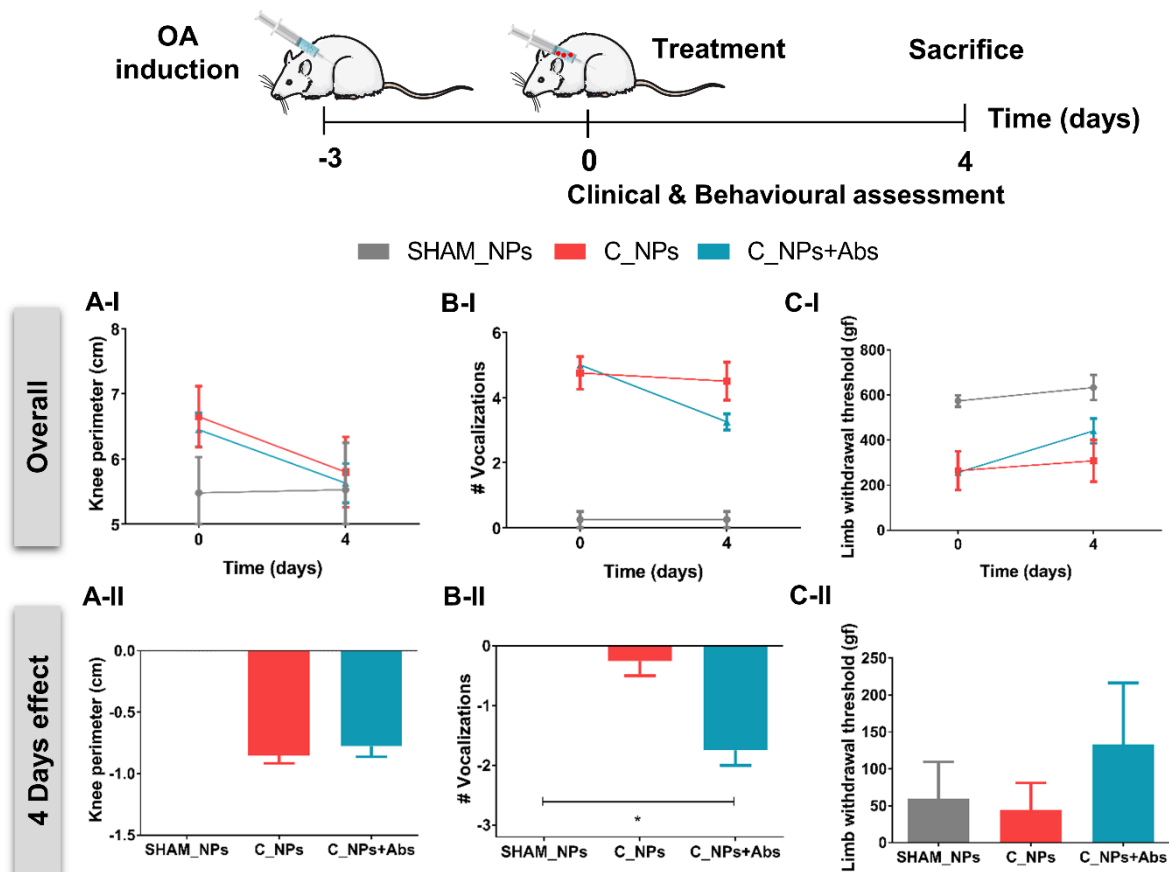 OA
induction
Treatment
Sacrifice
Time (days)
-3
0
4
Clinical & Behavioural assessment
SHAM_NPs
C_NPs
C_NPs+Abs
Overall
A-I
Knee perimeter (cm)
8
7
6
5
0
4
Time (days)
B-I
# Vocalizations
6
4
2
0
0
4
Time (days)
C-I
Limb withdrawal threshold (gf)
800
600
400
200
0
0
4
Time (days)
4 Days effect
A-II
Knee perimeter (cm)
0.0
-0.5
-1.0
-1.5
SHAM_NPs
C_NPs
C_NPs+Abs
B-II
# Vocalizations
0
-1
-2
-3
*
SHAM_NPs
C_NPs
C_NPs+Abs
C-II
Limb withdrawal threshold (gf)
250
200
150
100
50
0
SHAM_NPs
C_NPs
C_NPs+Abs